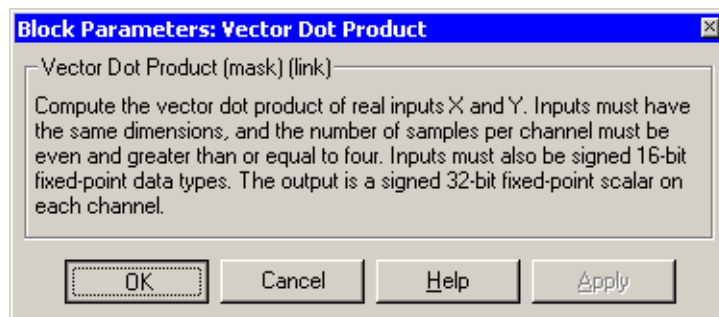 Block Parameters: Vector Dot Product
Vector Dot Product (mask) (link)
Compute the vector dot product of real inputs X and Y. Inputs must have
the same dimensions, and the number of samples per channel must be
even and greater than or equal to four. Inputs must also be signed 16-bit
fixed-point data types. The output is a signed 32-bit fixed-point scalar on
each channel.
OK Cancel Help Apply